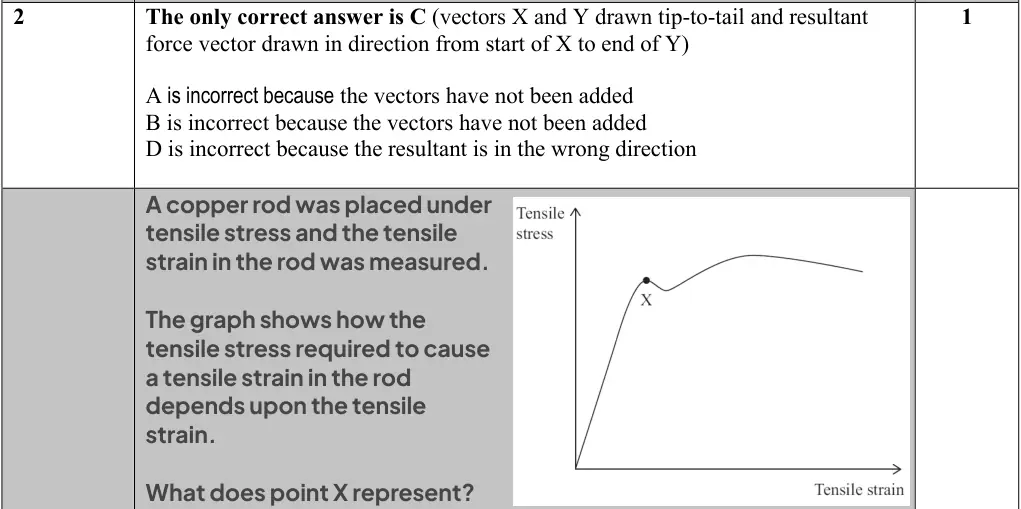 2
The only correct answer is C (vectors X and Y drawn tip-to-tail and resultant
force vector drawn in direction from start of X to end of Y)
1
A is incorrect because the vectors have not been added
B is incorrect because the vectors have not been added
D is incorrect because the resultant is in the wrong direction
A copper rod was placed under
tensile stress and the tensile
strain in the rod was measured.
The graph shows how the
tensile stress required to cause
a tensile strain in the rod
depends upon the tensile
strain.
What does point X represent?
Tensile
stress
X
Tensile strain